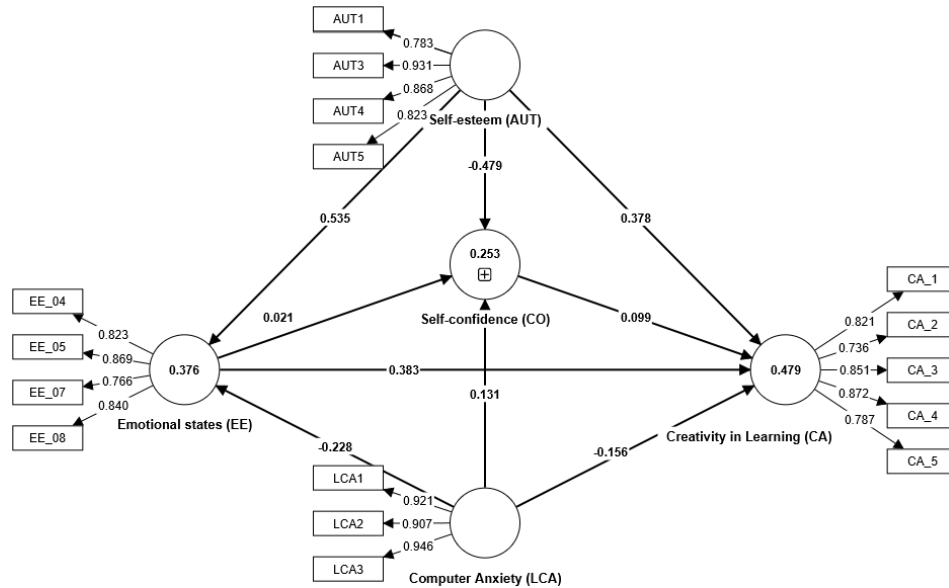 AUT1
0.783
AUT3
0.931
AUT4
0.868
AUT5
0.823
Self-esteem (AUT)
-0.479
0.535
0.378
0.253
Self-confidence (CO)
0.021
0.099
EE_04
0.823
EE_05
0.869
EE_07
0.766
EE_08
0.840
0.376
Emotional states (EE)
0.383
0.131
CA_1
0.821
CA_2
0.736
CA_3
0.851
CA_4
0.872
CA_5
0.787
0.479
Creativity in Learning (CA)
-0.228
-0.156
LCA1
0.921
LCA2
0.907
LCA3
0.946
Computer Anxiety (LCA)